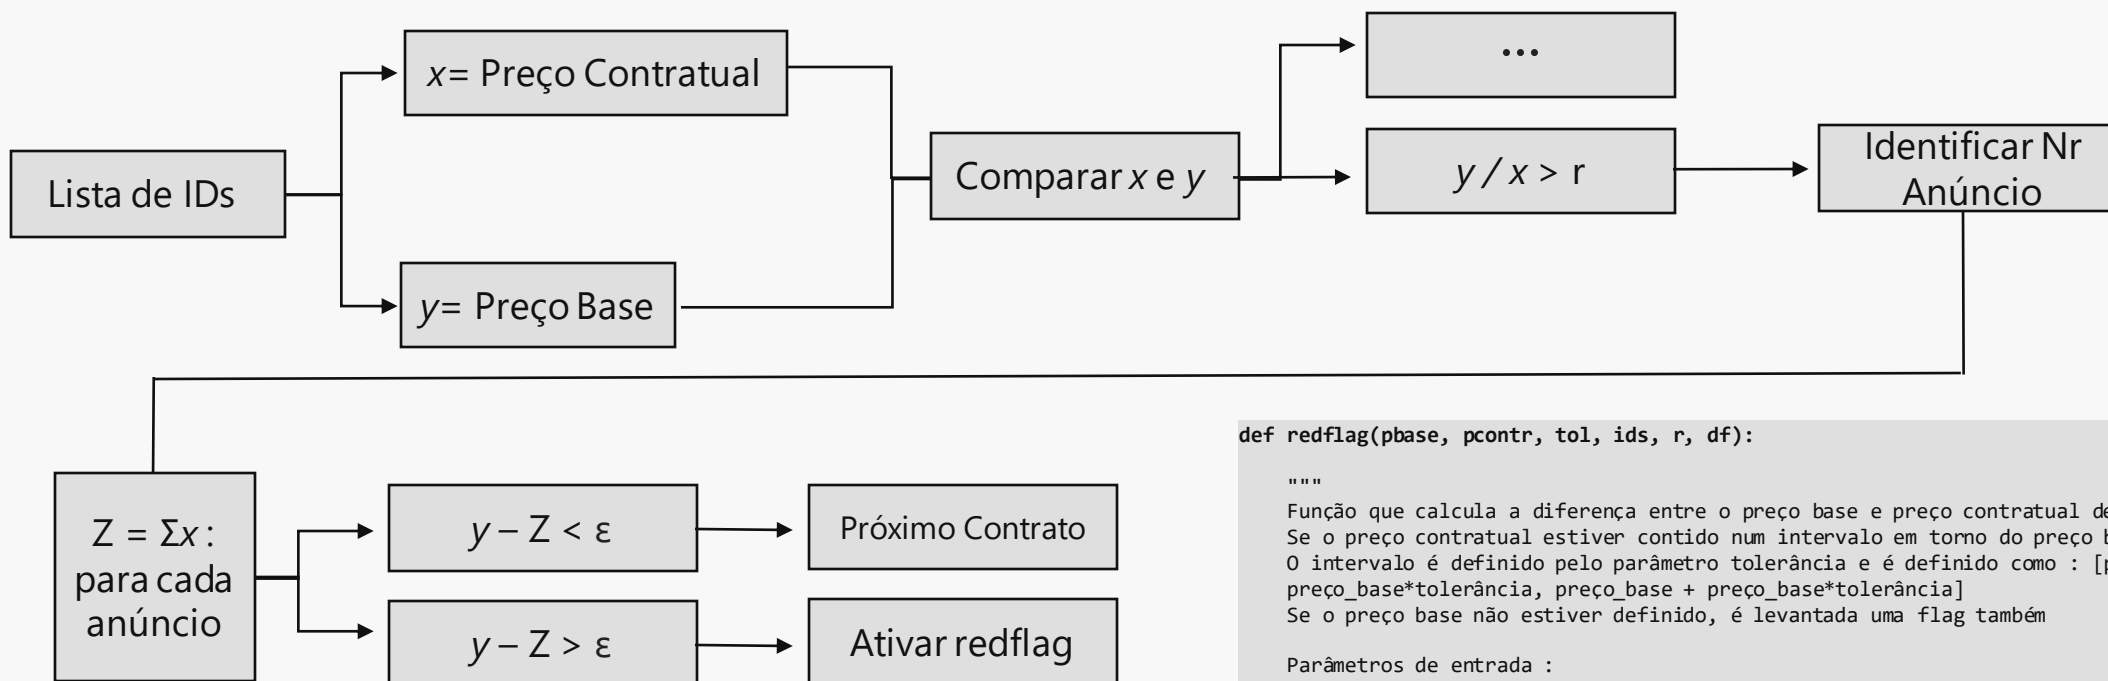 x= Preço Contratual
...
Lista de IDs
Comparar x e y
y / x > r
Identificar Nr
Anúncio
y= Preço Base
Z = Σx :
para cada
anúncio
y – Z < ε
Próximo Contrato
y – Z > ε
Ativar redflag
def redflag(pbase, pcontr, tol, ids, r, df):
"""
Função que calcula a diferença entre o preço base e preço contratual de
Se o preço contratual estiver contido num intervalo em torno do preço
O intervalo é definido pelo parâmetro tolerância e é definido como : [
preço_base*tolerância, preço_base + preço_base*tolerância]
Se o preço base não estiver definido, é levantada uma flag também
Parâmetros de entrada :